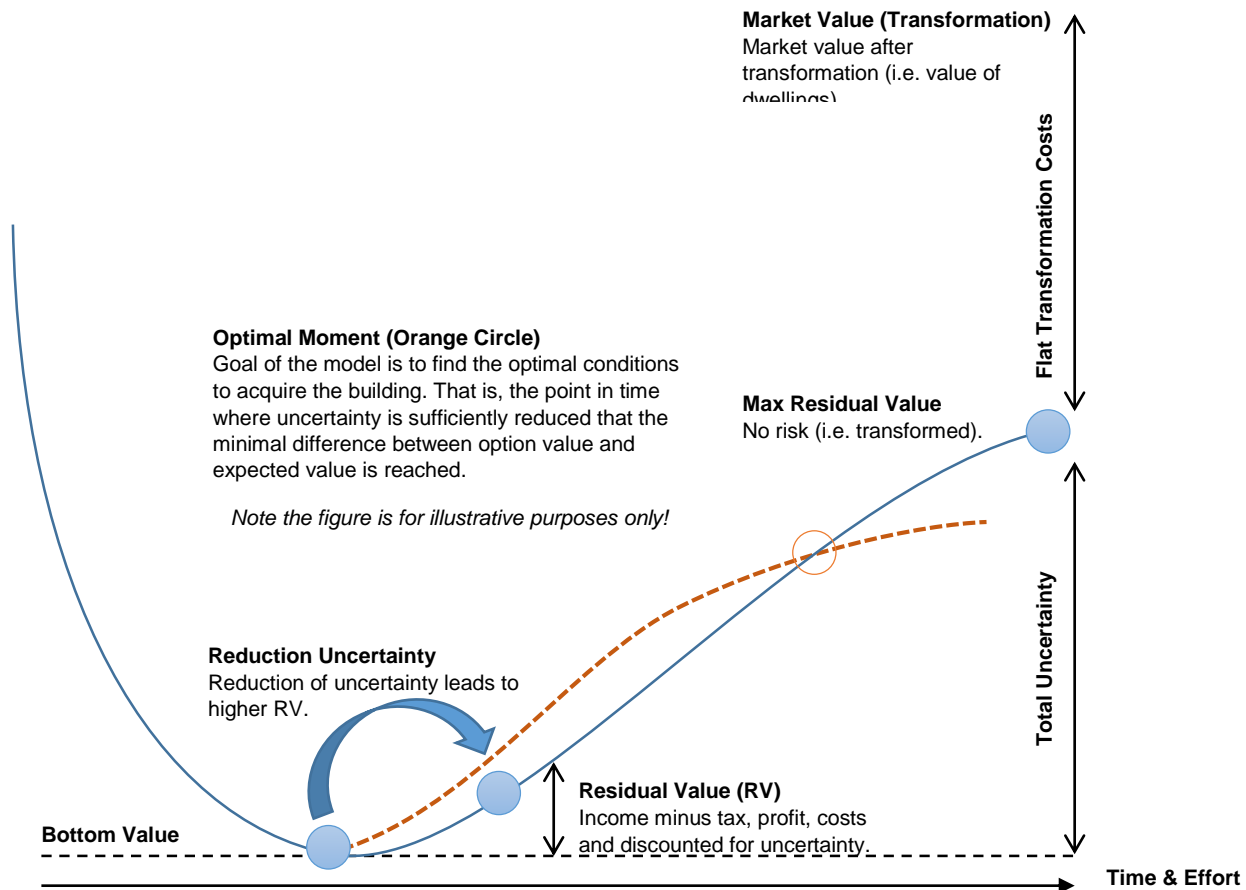 Market Value (Transformation)
Market value after
transformation (i.e. value of
dwellings)
Flat Transformation Costs
Optimal Moment (Orange Circle)
Goal of the model is to find the optimal conditions
to acquire the building. That is, the point in time
where uncertainty is sufficiently reduced that the
minimal difference between option value and
expected value is reached.
Note the figure is for illustrative purposes only!
Max Residual Value
No risk (i.e. transformed).
Total Uncertainty
Reduction Uncertainty
Reduction of uncertainty leads to
higher RV.
Residual Value (RV)
Income minus tax, profit, costs
and discounted for uncertainty.
Bottom Value
Time & Effort